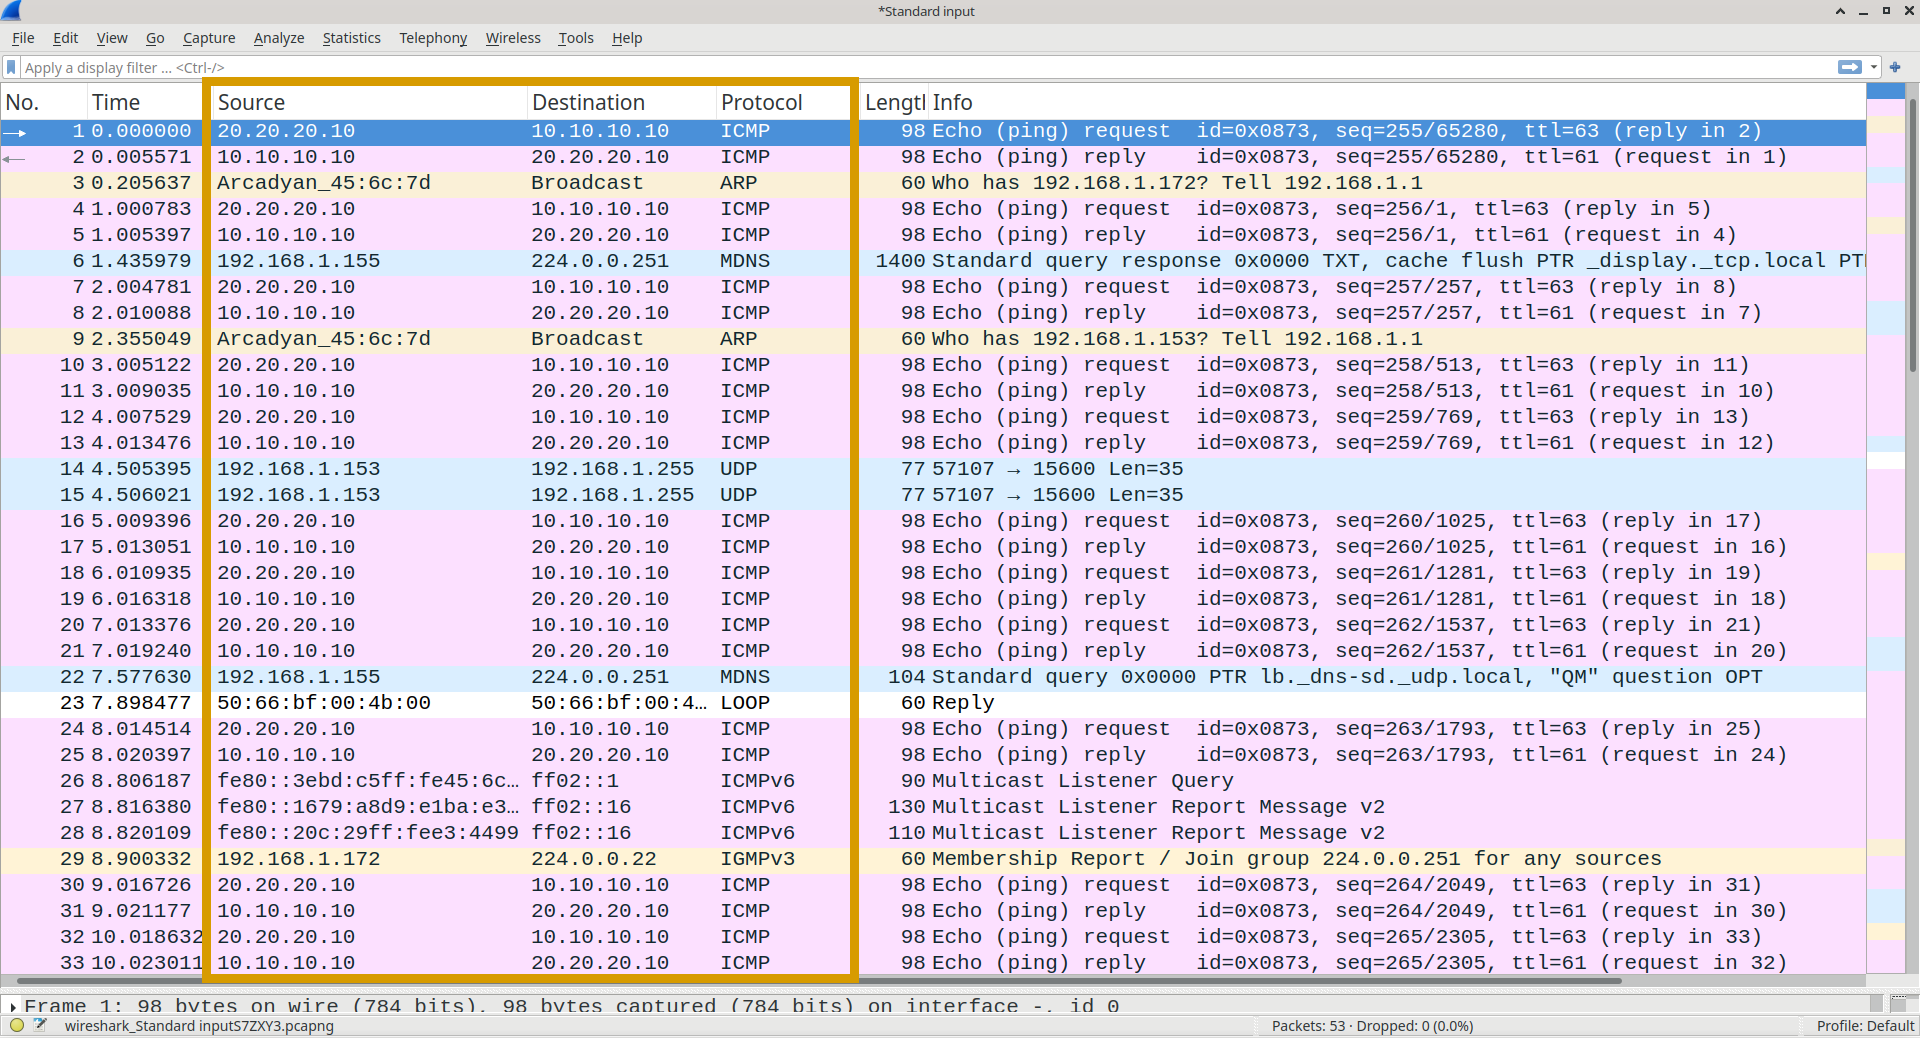 *Standard input
File Edit View Go Capture Analyze Statistics Telephony Wireless Tools Help
Apply a display filter ... <Ctrl-/>
No. Time Source Destination Protocol Lengtl Info
1 0.000000 20.20.20.10 10.10.10.10 ICMP 98 Echo (ping) request id=0x0873, seq=255/65280, ttl=63 (reply in 2)
2 0.005571 10.10.10.10 20.20.20.10 ICMP 98 Echo (ping) reply id=0x0873, seq=255/65280, ttl=61 (request in 1)
3 0.205637 Arcadyan_45:6c:7d Broadcast ARP 60 Who has 192.168.1.172? Tell 192.168.1.1
4 1.000783 20.20.20.10 10.10.10.10 ICMP 98 Echo (ping) request id=0x0873, seq=256/1, ttl=63 (reply in 5)
5 1.005397 10.10.10.10 20.20.20.10 ICMP 98 Echo (ping) reply id=0x0873, seq=256/1, ttl=61 (request in 4)
6 1.435979 192.168.1.155 224.0.0.251 MDNS 1400 Standard query response 0x0000 TXT, cache flush PTR _display._tcp.local PTR
7 2.004781 20.20.20.10 10.10.10.10 ICMP 98 Echo (ping) request id=0x0873, seq=257/257, ttl=63 (reply in 8)
8 2.010088 10.10.10.10 20.20.20.10 ICMP 98 Echo (ping) reply id=0x0873, seq=257/257, ttl=61 (request in 7)
9 2.355049 Arcadyan_45:6c:7d Broadcast ARP 60 Who has 192.168.1.153? Tell 192.168.1.1
10 3.005122 20.20.20.10 10.10.10.10 ICMP 98 Echo (ping) request id=0x0873, seq=258/513, ttl=63 (reply in 11)
11 3.009035 10.10.10.10 20.20.20.10 ICMP 98 Echo (ping) reply id=0x0873, seq=258/513, ttl=61 (request in 10)
12 4.007529 20.20.20.10 10.10.10.10 ICMP 98 Echo (ping) request id=0x0873, seq=259/769, ttl=63 (reply in 13)
13 4.013476 10.10.10.10 20.20.20.10 ICMP 98 Echo (ping) reply id=0x0873, seq=259/769, ttl=61 (request in 12)
14 4.505395 192.168.1.153 192.168.1.255 UDP 77 57107 → 15600 Len=35
15 4.506021 192.168.1.153 192.168.1.255 UDP 77 57107 → 15600 Len=35
16 5.009396 20.20.20.10 10.10.10.10 ICMP 98 Echo (ping) request id=0x0873, seq=260/1025, ttl=63 (reply in 17)
17 5.013051 10.10.10.10 20.20.20.10 ICMP 98 Echo (ping) reply id=0x0873, seq=260/1025, ttl=61 (request in 16)
18 6.010935 20.20.20.10 10.10.10.10 ICMP 98 Echo (ping) request id=0x0873, seq=261/1281, ttl=63 (reply in 19)
19 6.016318 10.10.10.10 20.20.20.10 ICMP 98 Echo (ping) reply id=0x0873, seq=261/1281, ttl=61 (request in 18)
20 7.013376 20.20.20.10 10.10.10.10 ICMP 98 Echo (ping) request id=0x0873, seq=262/1537, ttl=63 (reply in 21)
21 7.019240 10.10.10.10 20.20.20.10 ICMP 98 Echo (ping) reply id=0x0873, seq=262/1537, ttl=61 (request in 20)
22 7.577630 192.168.1.155 224.0.0.251 MDNS 104 Standard query 0x0000 PTR lb._dns-sd._udp.local, "QM" question OPT
23 7.898477 50:66:bf:00:4b:00 50:66:bf:00:4… LOOP 60 Reply
24 8.014514 20.20.20.10 10.10.10.10 ICMP 98 Echo (ping) request id=0x0873, seq=263/1793, ttl=63 (reply in 25)
25 8.020397 10.10.10.10 20.20.20.10 ICMP 98 Echo (ping) reply id=0x0873, seq=263/1793, ttl=61 (request in 24)
26 8.806187 fe80::3ebd:c5ff:fe45:6c… ff02::1 ICMPv6 90 Multicast Listener Query
27 8.816380 fe80::1679:a8d9:e1ba:e3… ff02::16 ICMPv6 130 Multicast Listener Report Message v2
28 8.820109 fe80::20c:29ff:fee3:4499 ff02::16 ICMPv6 110 Multicast Listener Report Message v2
29 8.900332 192.168.1.172 224.0.0.22 IGMPv3 60 Membership Report / Join group 224.0.0.251 for any sources
30 9.016726 20.20.20.10 10.10.10.10 ICMP 98 Echo (ping) request id=0x0873, seq=264/2049, ttl=63 (reply in 31)
31 9.021177 10.10.10.10 20.20.20.10 ICMP 98 Echo (ping) reply id=0x0873, seq=264/2049, ttl=61 (request in 30)
32 10.018632 20.20.20.10 10.10.10.10 ICMP 98 Echo (ping) request id=0x0873, seq=265/2305, ttl=63 (reply in 33)
33 10.023011 10.10.10.10 20.20.20.10 ICMP 98 Echo (ping) reply id=0x0873, seq=265/2305, ttl=61 (request in 32)
Frame 1: 98 bytes on wire (784 bits), 98 bytes captured (784 bits) on interface -, id 0
wireshark_Standard inputS7ZXY3.pcapng Packets: 53 · Dropped: 0 (0.0%) Profile: Default